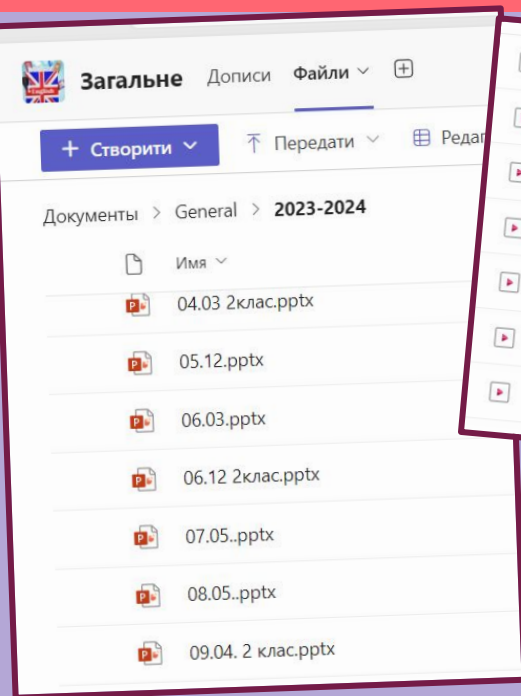 Загальне Дописи Файли
+ Створити Передати
Документы > General > 2023-2024
Имя
04.03 2клас.pptx
05.12.pptx
06.03.pptx
06.12 2клас.pptx
07.05..pptx
08.05..pptx
09.04. 2 клас.pptx